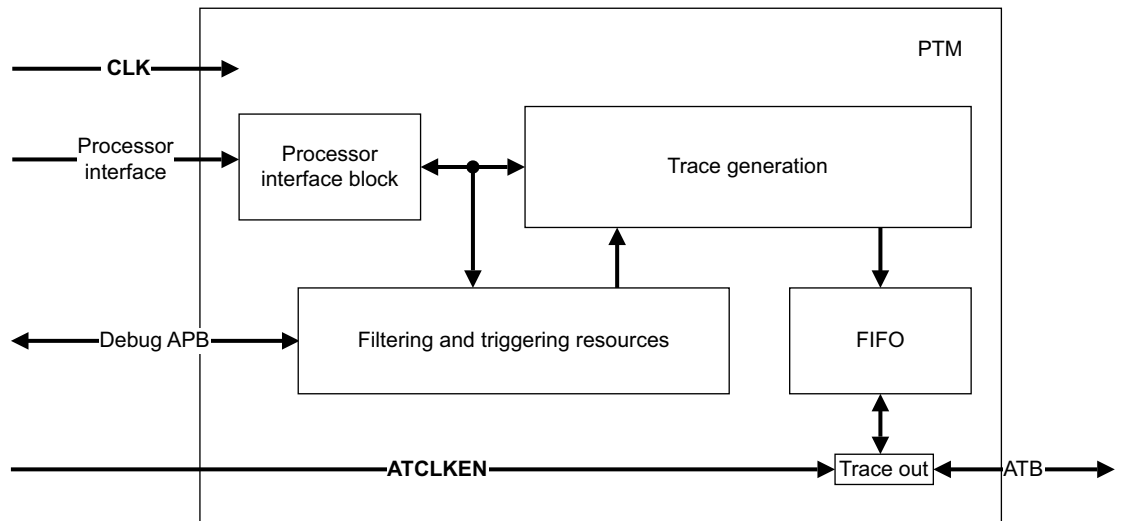 PTM
CLK
Processor
interface
Processor
interface block
Trace generation
Debug APB
Filtering and triggering resources
FIFO
ATCLKEN
Trace out
ATB